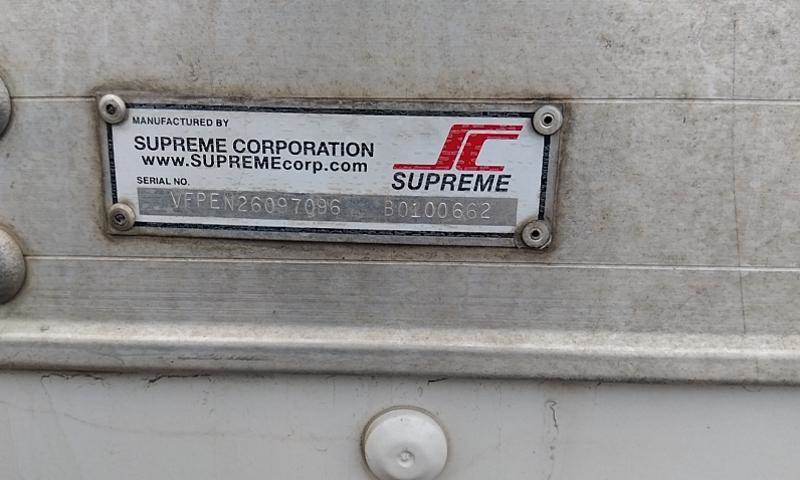 MANUFACTURED BY
SUPREME CORPORATION
www.SUPREMEcorp.com
SC
SUPREME
SERIAL NO.
VFPEN26097096 B0100662